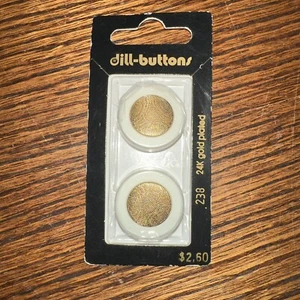 dill-buttons
24K gold plated
238
$2.60